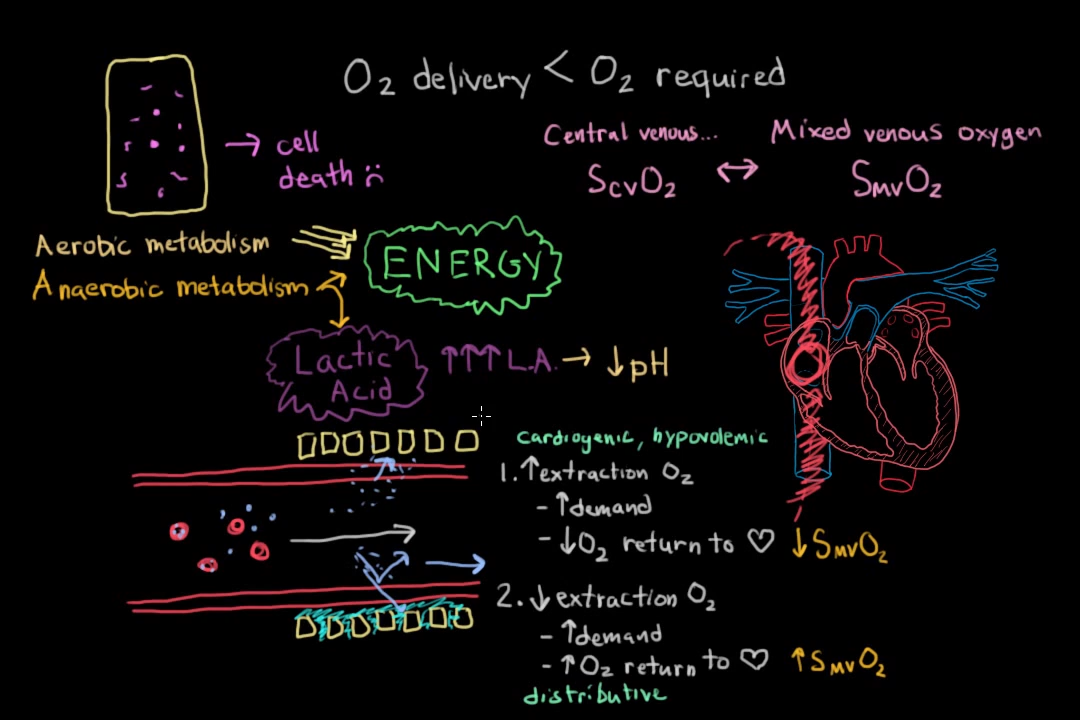 O₂ delivery < O₂ required
Central venous...
Mixed venous oxygen
ScvO₂ ↔ SmvO₂
→ cell
death
Aerobic metabolism
Anaerobic metabolism
ENERGY
Lactic
Acid
↑↑↑ L.A. → ↓pH
cardiogenic, hypovolemic
1. ↑extraction O₂
- ↑demand
- ↓O₂ return to ♡ ↓SmvO₂
2. ↓extraction O₂
- ↑demand
- ↑O₂ return to ♡ ↑SmvO₂
distributive